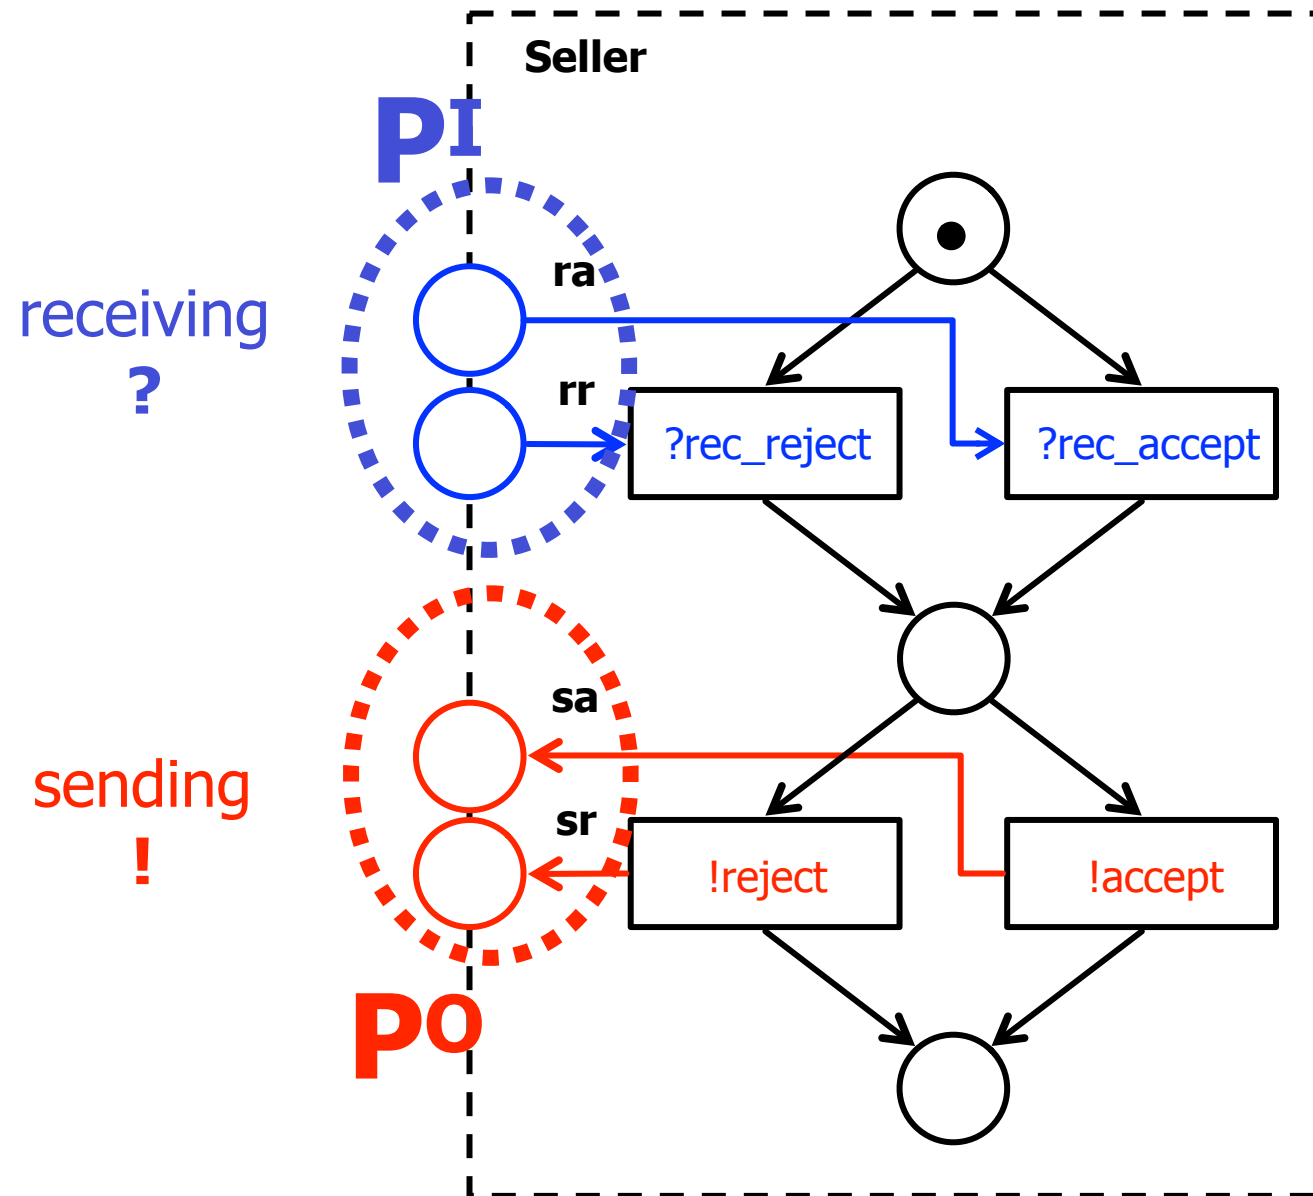 Seller
PI
ra
receiving
?
rr
?rec_reject
?rec_accept
sa
sending
!
sr
!reject
!accept
PO